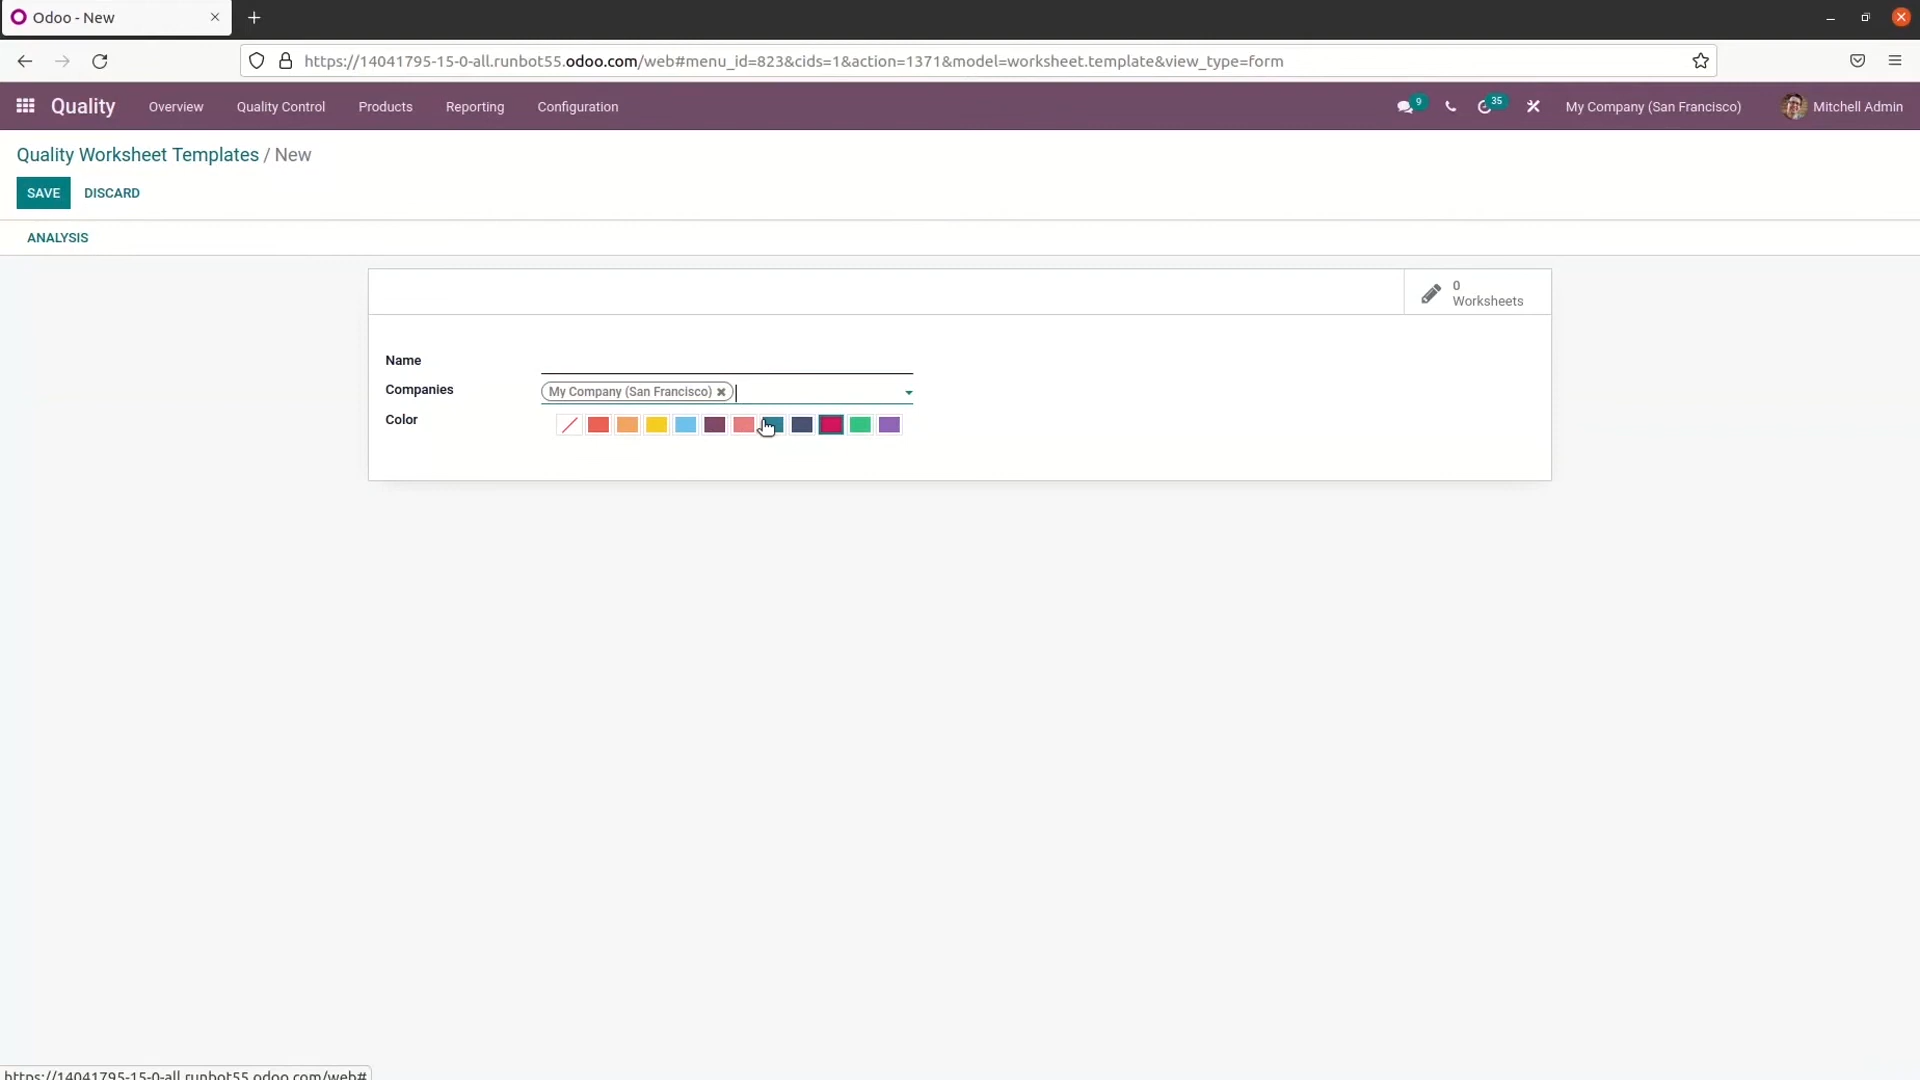 Odoo - New
https://14041795-15-0-all.runbot55.odoo.com/web#menu_id=823&cids=1&action=1371&model=worksheet.template&view_type=form
Quality Overview Quality Control Products Reporting Configuration 9 35 My Company (San Francisco) Mitchell Admin
Quality Worksheet Templates / New
SAVE DISCARD
ANALYSIS
0
Worksheets
Name
Companies My Company (San Francisco)
Color
https://14041795-15-0-all.runbot55.odoo.com/web#